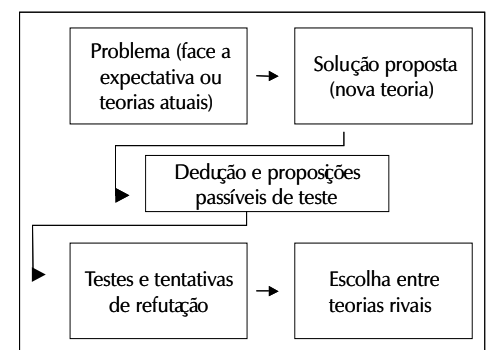 Problema (face a
expectativa ou
teorias atuais)
Solução proposta
(nova teoria)
Dedução e proposições
passíveis de teste
Testes e tentativas
de refutação
Escolha entre
teorias rivais